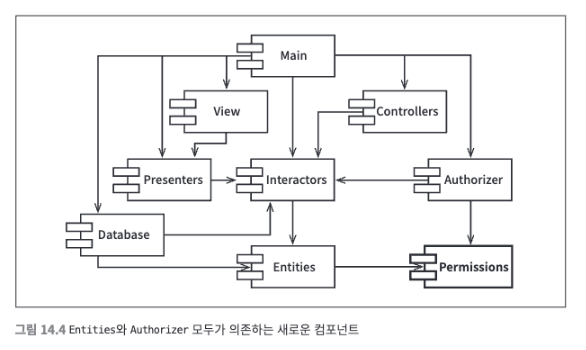 Main
View
Controllers
Presenters
Interactors
Authorizer
Database
Entities
Permissions
그림 14.4 Entities와 Authorizer 모두가 의존하는 새로운 컴포넌트